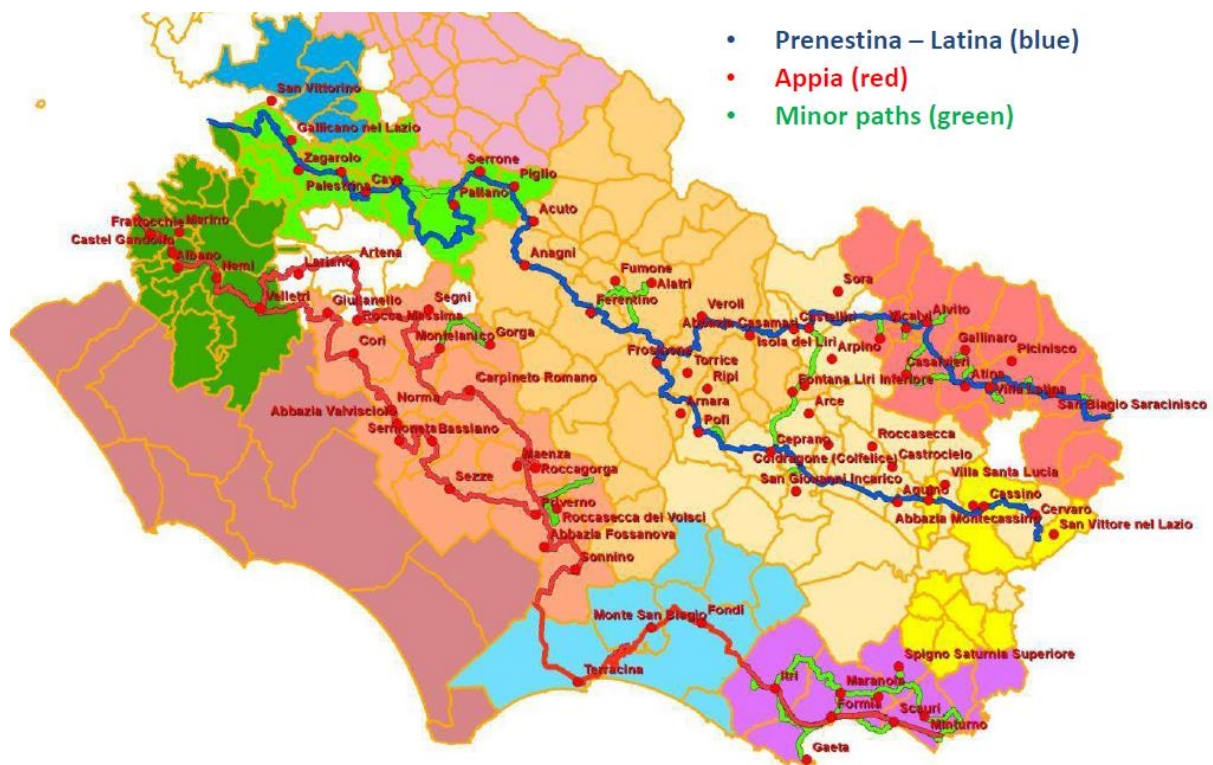 • Prenestina – Latina (blue)
• Appia (red)
• Minor paths (green)
San Vittorino
Gallicano nel Lazio
Zagarolo
Palestrina
Cave
Serrone
Piglio
Paliano
Acuto
Anagni
Frattocchie
Marino
Castel Gandolfo
Albano
Nemi
Lariano
Artena
Velletri
Giulianello
Rocca Massima
Segni
Cori
Montelanico
Gorga
Carpineto Romano
Norma
Abbazia Valvisciolo
Sermoneta
Bassiano
Sezze
Maenza
Roccagorga
Priverno
Roccasecca dei Volsci
Abbazia Fossanova
Sonnino
Fumone
Alatri
Ferentino
Veroli
Abbazia Casamari
Castelliri
Sora
Vicalvi
Alvito
Isola del Liri
Arpino
Gallinaro
Picinisco
Casalvieri
Atina
Villa Latina
San Biagio Saracinisco
Frosinone
Torrice
Ripi
Fontana Liri Inferiore
Arnara
Arce
Pofi
Ceprano
Roccasecca
Coldragone (Colfelice)
Castrocielo
San Giovanni Incarico
Villa Santa Lucia
Aquino
Cassino
Abbazia Montecassino
Cervaro
San Vittore nel Lazio
Monte San Biagio
Fondi
Terracina
Itri
Maranola
Spigno Saturnia Superiore
Formia
Scauri
Minturno
Gaeta